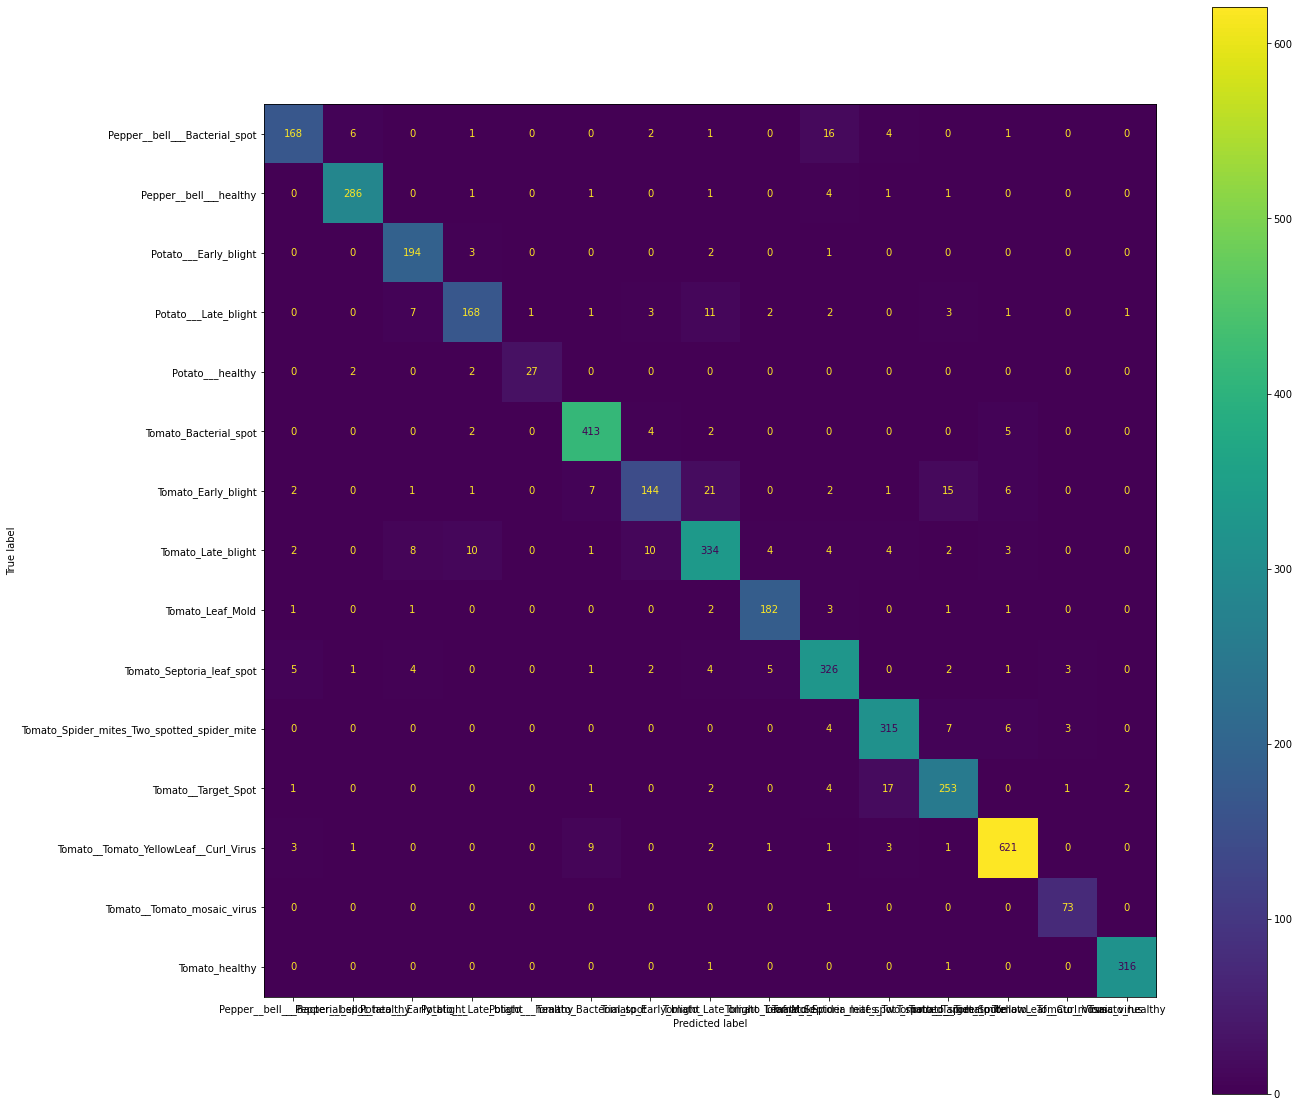 600
Pepper__bell___Bacterial_spot 168 6 0 1 0 0 2 1 0 16 4 0 1 0 0
Pepper__bell___healthy 0 286 0 1 0 1 0 1 0 4 1 1 0 0 0
500
Potato___Early_blight 0 0 194 3 0 0 0 2 0 1 0 0 0 0 0
Potato___Late_blight 0 0 7 168 1 1 3 11 2 2 0 3 1 0 1
Potato___healthy 0 2 0 2 27 0 0 0 0 0 0 0 0 0 0
400
Tomato_Bacterial_spot 0 0 0 2 0 413 4 2 0 0 0 0 5 0 0
Tomato_Early_blight 2 0 1 1 0 7 144 21 0 2 1 15 6 0 0
True label
Tomato_Late_blight 2 0 8 10 0 1 10 334 4 4 4 2 3 0 0
300
Tomato_Leaf_Mold 1 0 1 0 0 0 0 2 182 3 0 1 1 0 0
Tomato_Septoria_leaf_spot 5 1 4 0 0 1 2 4 5 326 0 2 1 3 0
Tomato_Spider_mites_Two_spotted_spider_mite 0 0 0 0 0 0 0 0 0 4 315 7 6 3 0
200
Tomato__Target_Spot 1 0 0 0 0 1 0 2 0 4 17 253 0 1 2
Tomato__Tomato_YellowLeaf__Curl_Virus 3 1 0 0 0 9 0 2 1 1 3 1 621 0 0
Tomato__Tomato_mosaic_virus 0 0 0 0 0 0 0 0 0 1 0 0 0 73 0
100
Tomato_healthy 0 0 0 0 0 0 0 1 0 0 0 1 0 0 316
Predicted label
0